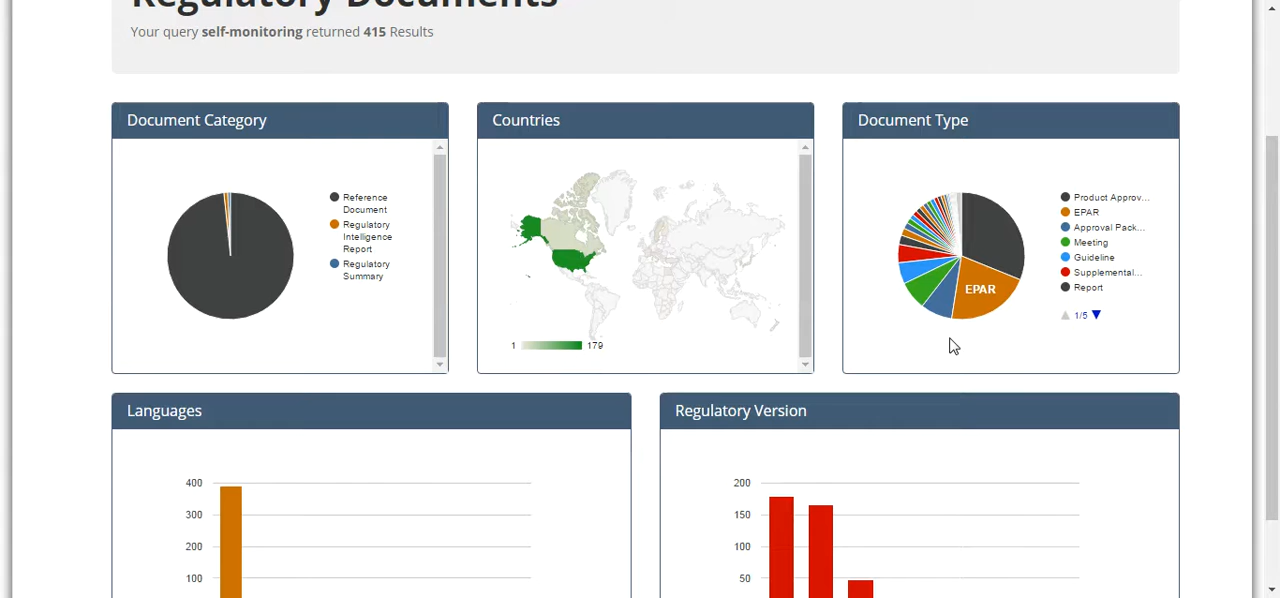 Regulatory Documents
Your query self-monitoring returned 415 Results
Document Category
Reference
Document
Regulatory
Intelligence
Report
Regulatory
Summary
Countries
1
179
Document Type
EPAR
Product Approv...
EPAR
Approval Pack...
Meeting
Guideline
Supplemental...
Report
1/5
Languages
400
300
200
100
Regulatory Version
200
150
100
50